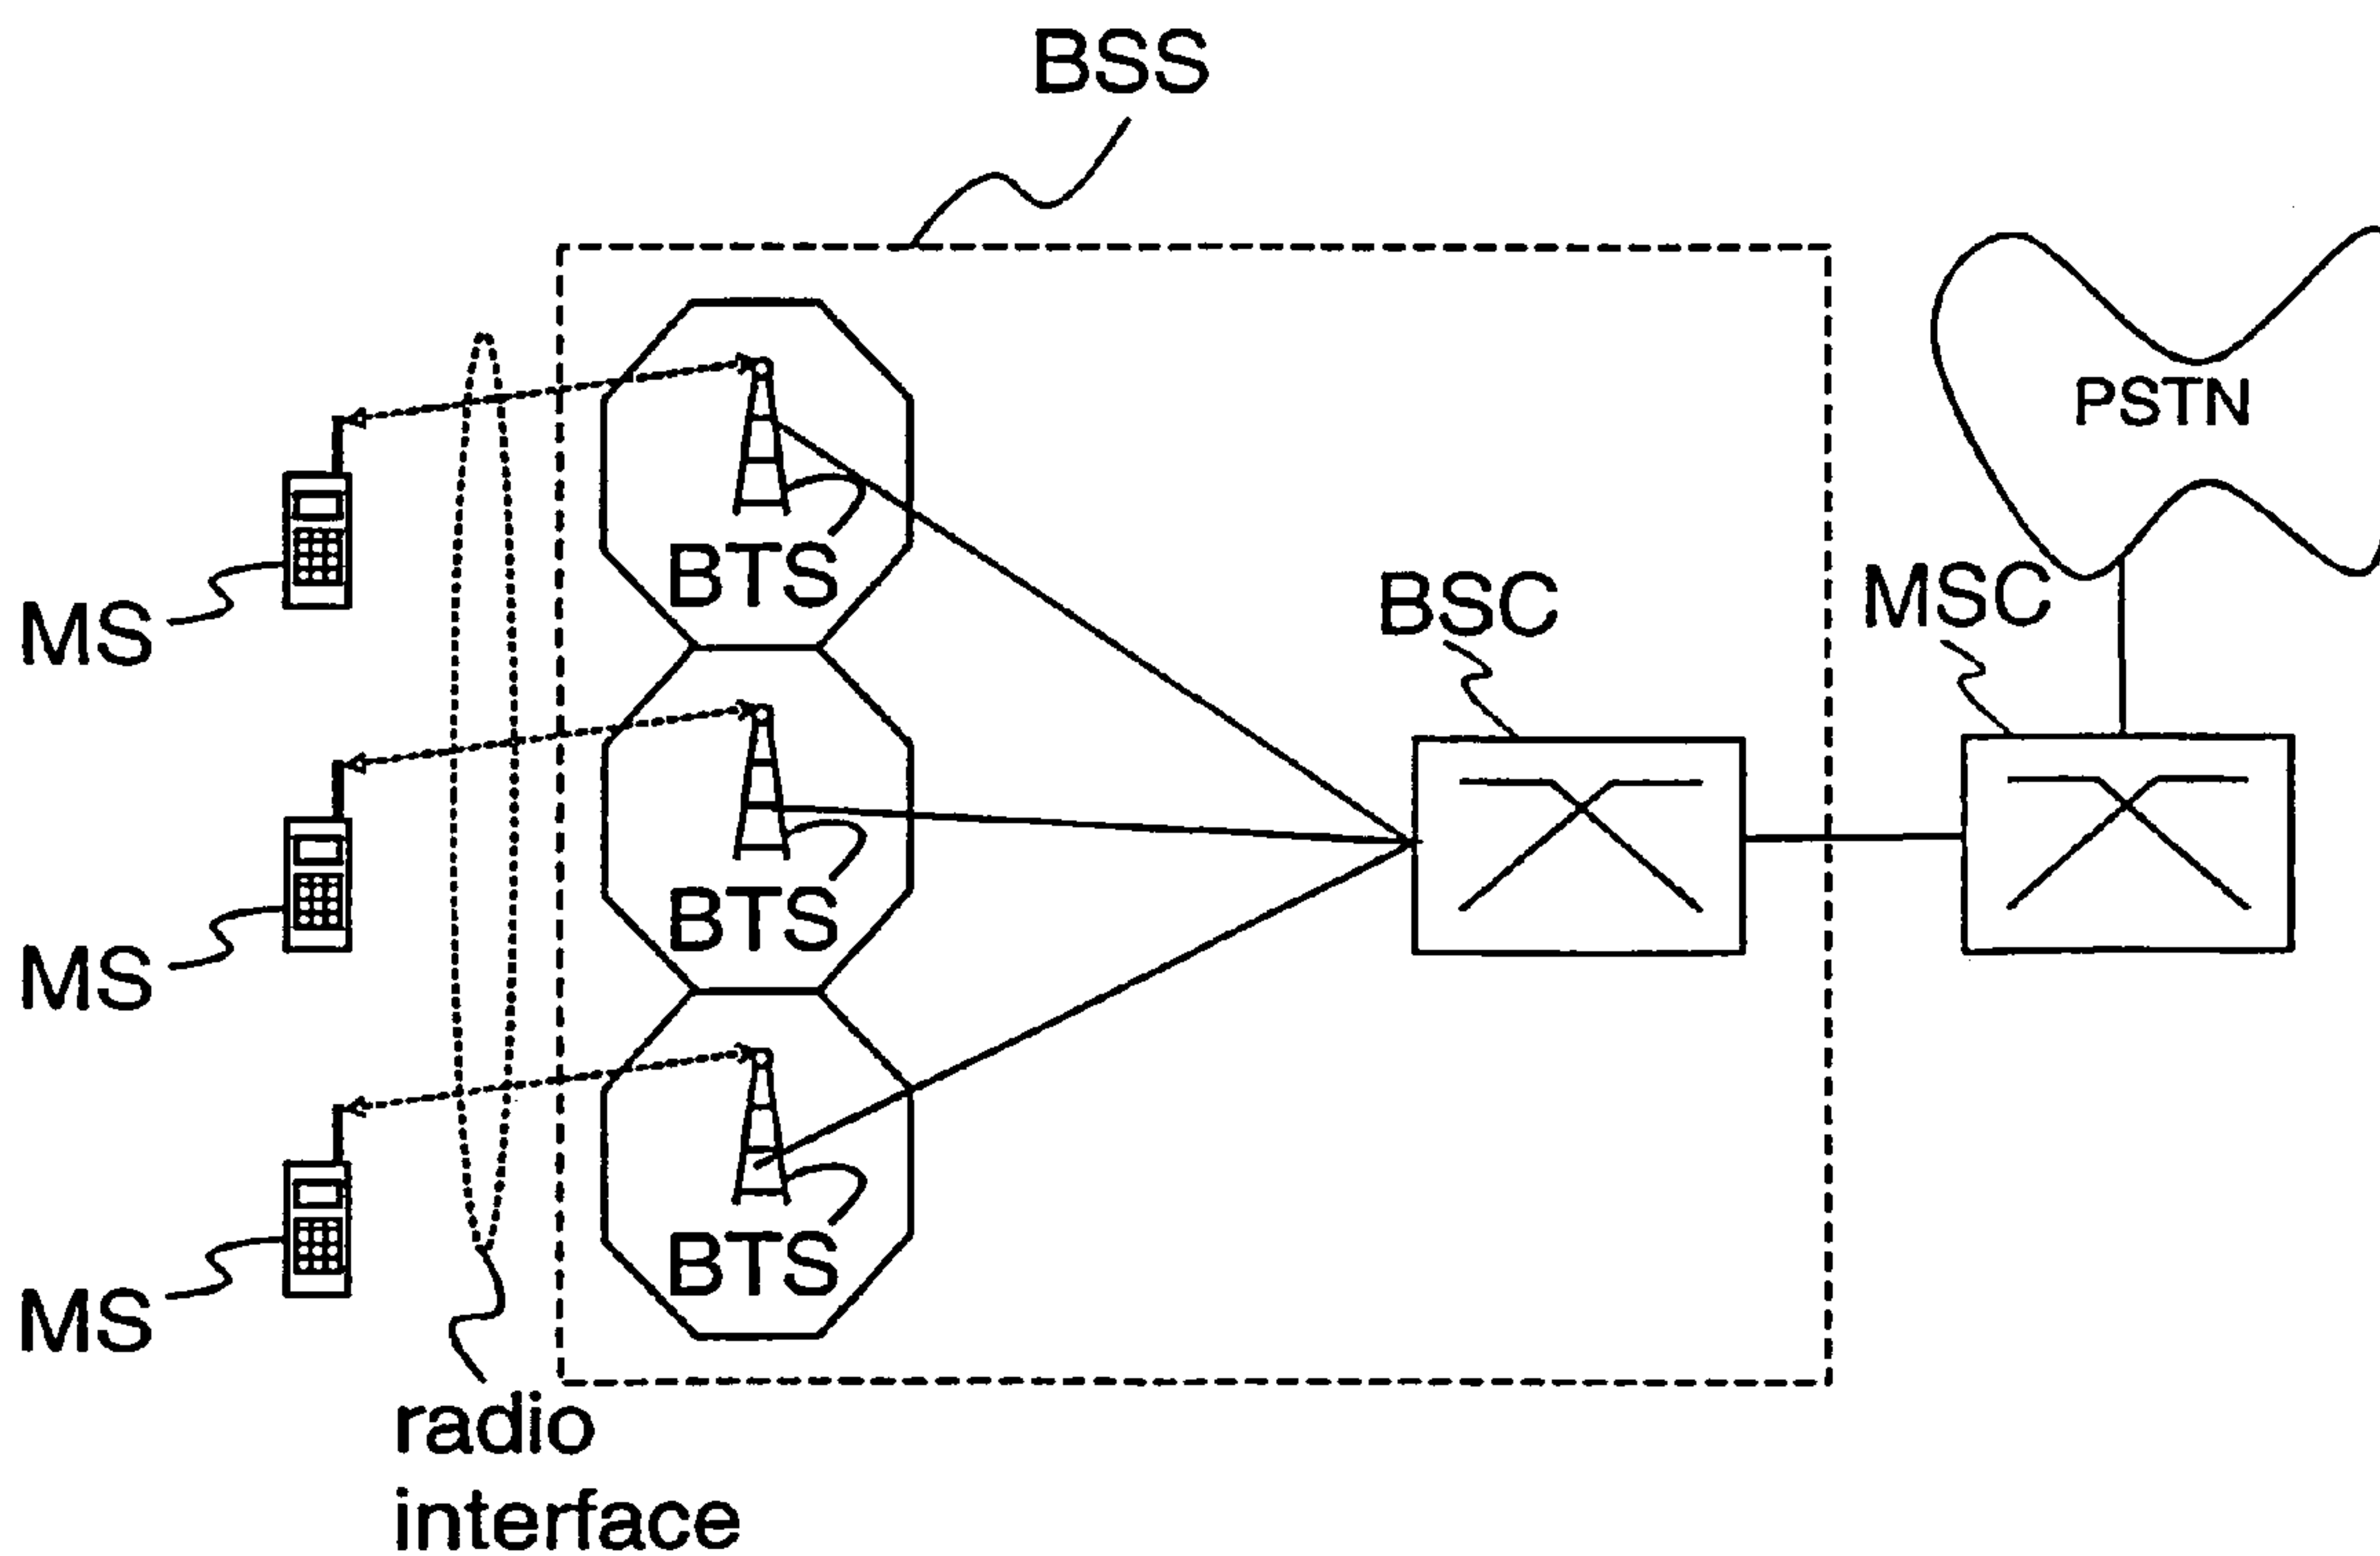 BSS
PSTN
BTS
BSC
MSC
MS
BTS
MS
BTS
MS
radio
interface